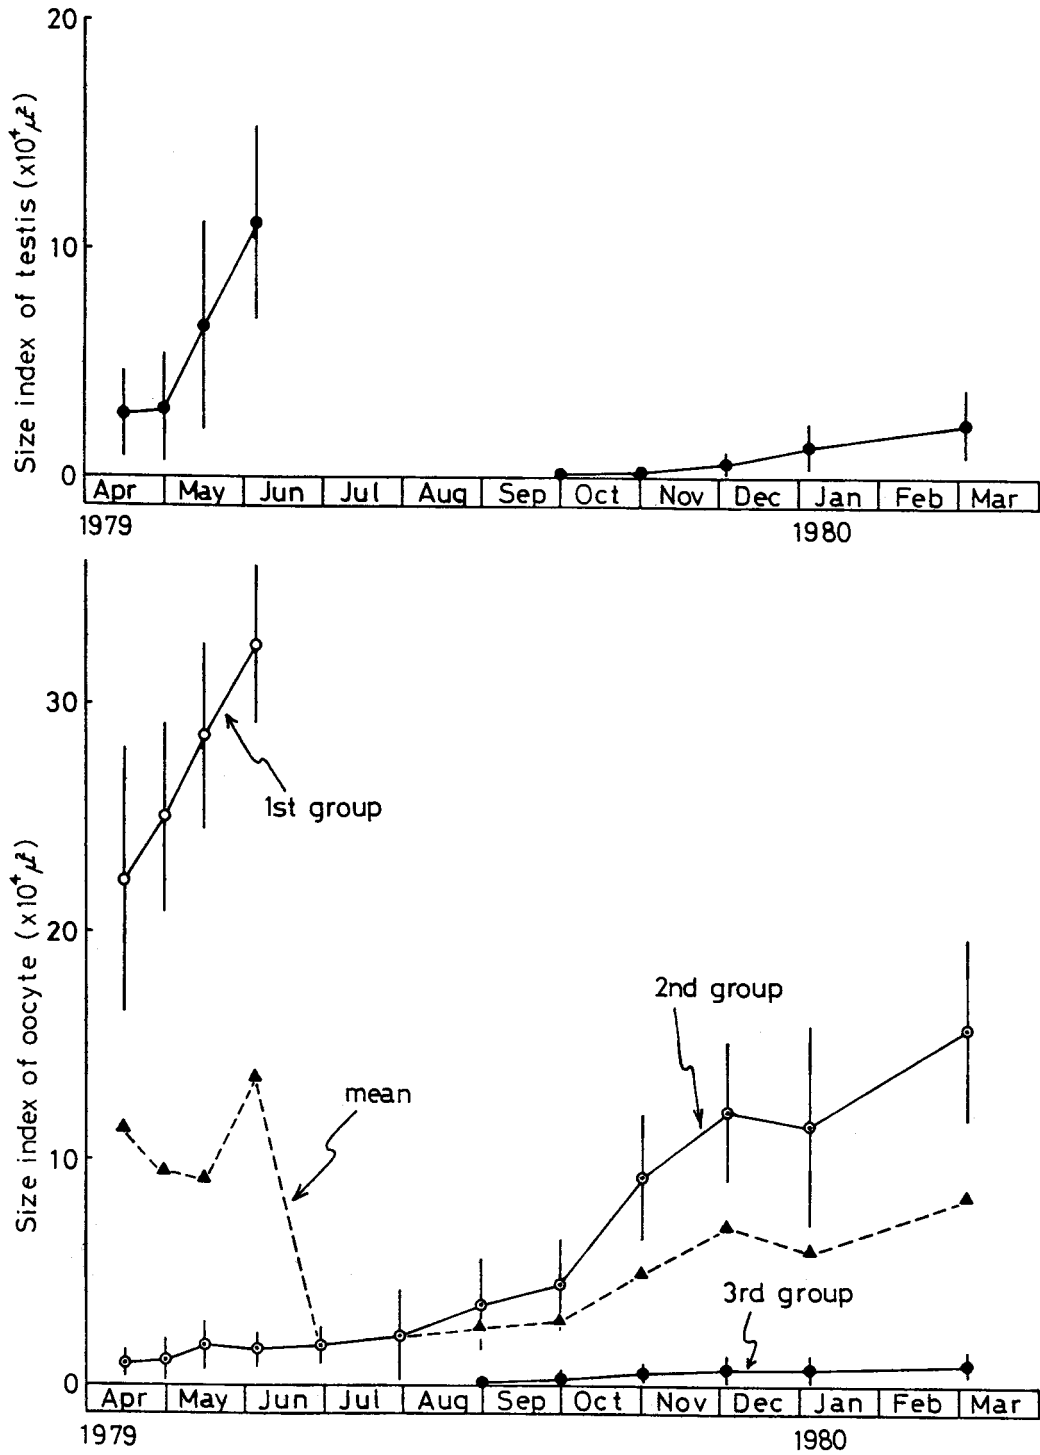 20
10
0
Size index of testis (x10⁴μ²)
Apr May Jun Jul Aug Sep Oct Nov Dec Jan Feb Mar
1979 1980
30
20
10
0
Size index of oocyte (x10⁴μ²)
1st group
2nd group
mean
3rd group
Apr May Jun Jul Aug Sep Oct Nov Dec Jan Feb Mar
1979 1980